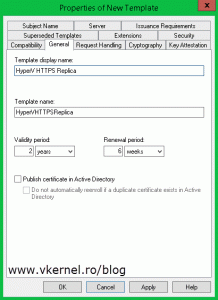 Properties of New Template
Subject Name Server Issuance Requirements
Superseded Templates Extensions Security
Compatibility General Request Handling Cryptography Key Attestation
Template display name:
HyperV HTTPS Replica
Template name:
HyperVHTTPSReplica
Validity period: Renewal period:
2 years 6 weeks
Publish certificate in Active Directory
Do not automatically reenroll if a duplicate certificate exists in Active
Directory
www.vkernel.ro/blog
OK Cancel Apply Help